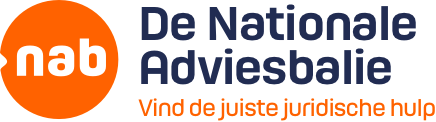 nab
De Nationale
Adviesbalie
Vind de juiste juridische hulp